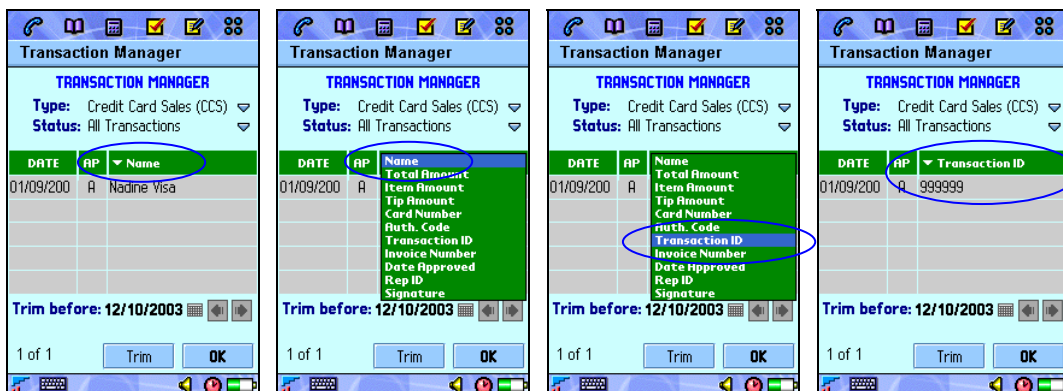 Transaction Manager
TRANSACTION MANAGER
Type: Credit Card Sales (CCS)
Status: All Transactions
DATE AP Name
01/09/200 A Nadine Visa
Trim before: 12/10/2003
1 of 1 Trim OK
Transaction Manager
TRANSACTION MANAGER
Type: Credit Card Sales (CCS)
Status: All Transactions
DATE AP Name
Total Amount
01/09/200 A Item Amount
Tip Amount
Card Number
Auth. Code
Transaction ID
Invoice Number
Date Approved
Rep ID
Signature
Trim before: 12/10/2003
1 of 1 Trim OK
Transaction Manager
TRANSACTION MANAGER
Type: Credit Card Sales (CCS)
Status: All Transactions
DATE AP Name
Total Amount
01/09/200 A Item Amount
Tip Amount
Card Number
Auth. Code
Transaction ID
Invoice Number
Date Approved
Rep ID
Signature
Trim before: 12/10/2003
1 of 1 Trim OK
Transaction Manager
TRANSACTION MANAGER
Type: Credit Card Sales (CCS)
Status: All Transactions
DATE AP Transaction ID
01/09/200 A 999999
Trim before: 12/10/2003
1 of 1 Trim OK